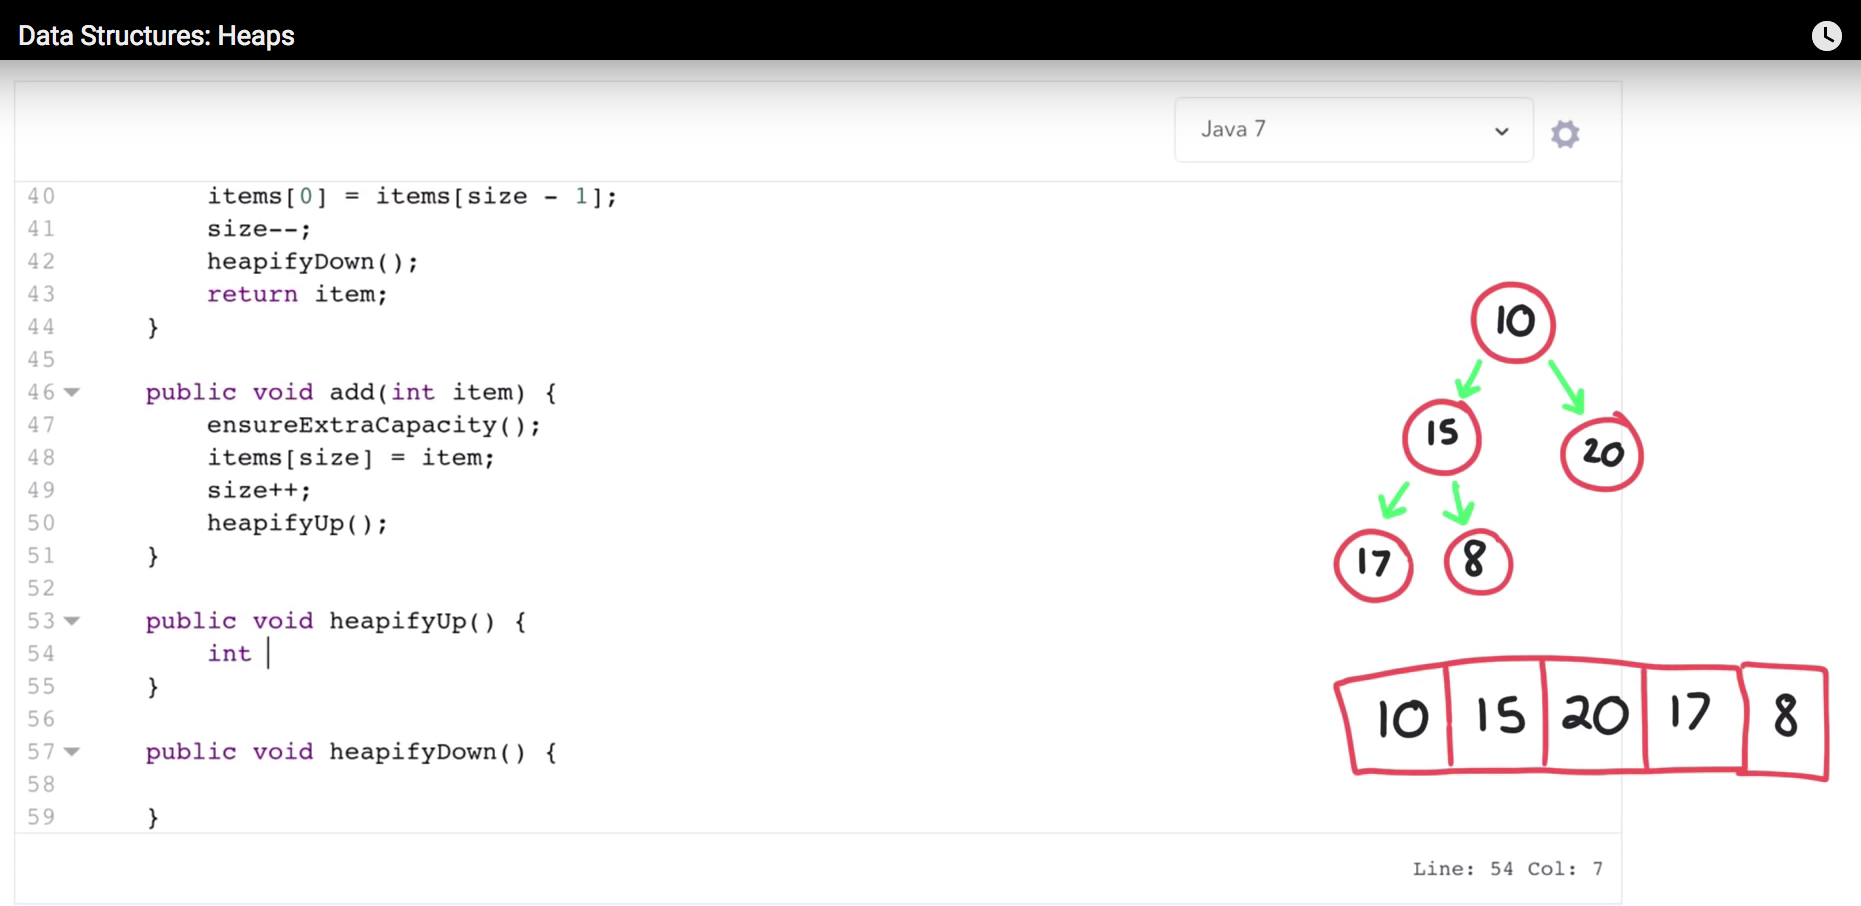 Data Structures: Heaps
Java 7
40 items[0] = items[size - 1];
41 size--;
42 heapifyDown();
43 return item;
44 }
45
46 public void add(int item) {
47 ensureExtraCapacity();
48 items[size] = item;
49 size++;
50 heapifyUp();
51 }
52
53 public void heapifyUp() {
54 int
55 }
56
57 public void heapifyDown() {
58
59 }
10
15
20
17 8
10 15 20 17 8
Line: 54 Col: 7